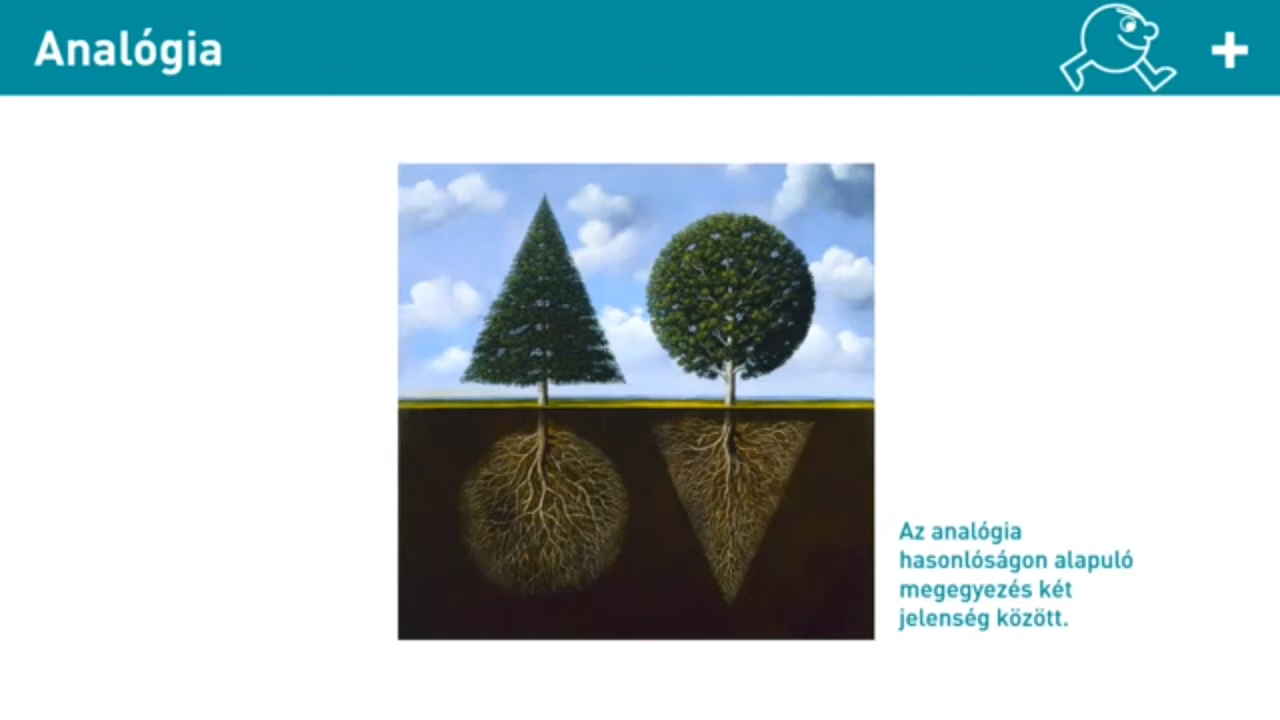 Analógia
Az analógia
hasonlóságon alapuló
megegyezés két
jelenség között.